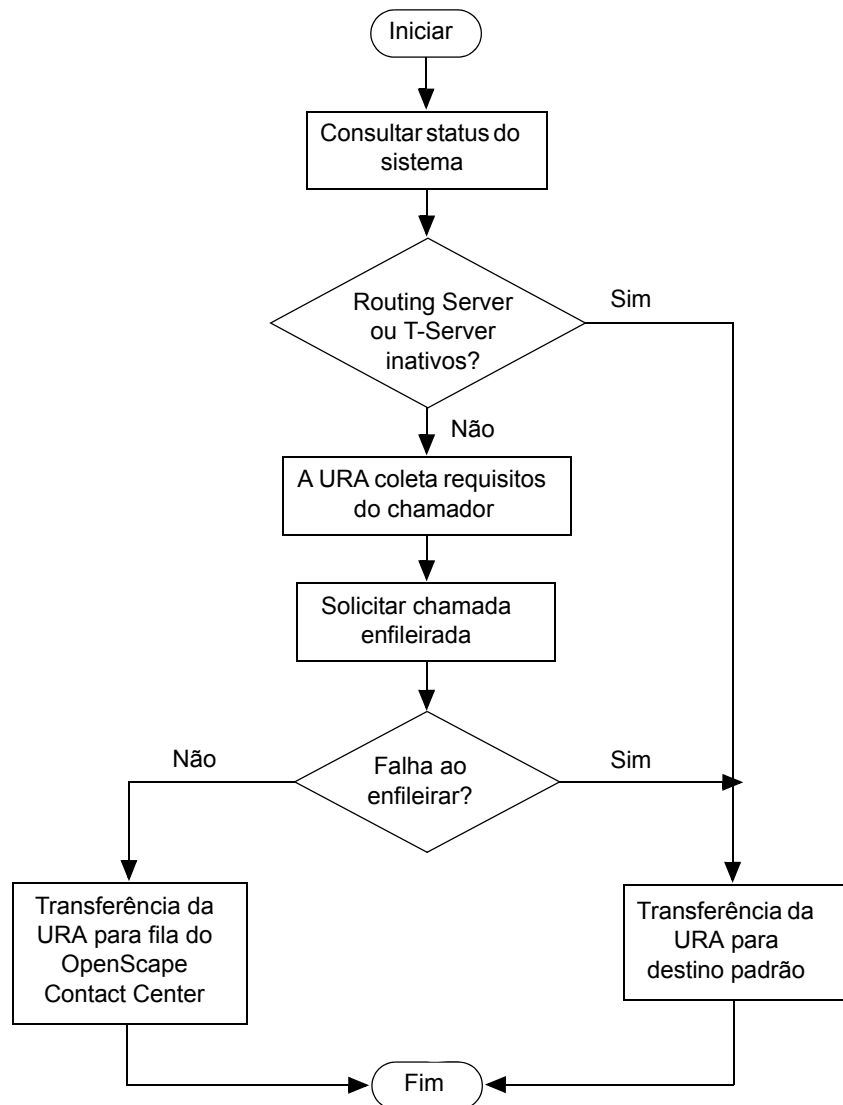 Iniciar
Consultar status do
sistema
Routing Server
ou T-Server
inativos?
Sim
Não
A URA coleta requisitos
do chamador
Solicitar chamada
enfileirada
Não
Falha ao
enfileirar?
Sim
Transferência da
URA para fila do
OpenScape
Contact Center
Transferência da
URA para
destino padrão
Fim